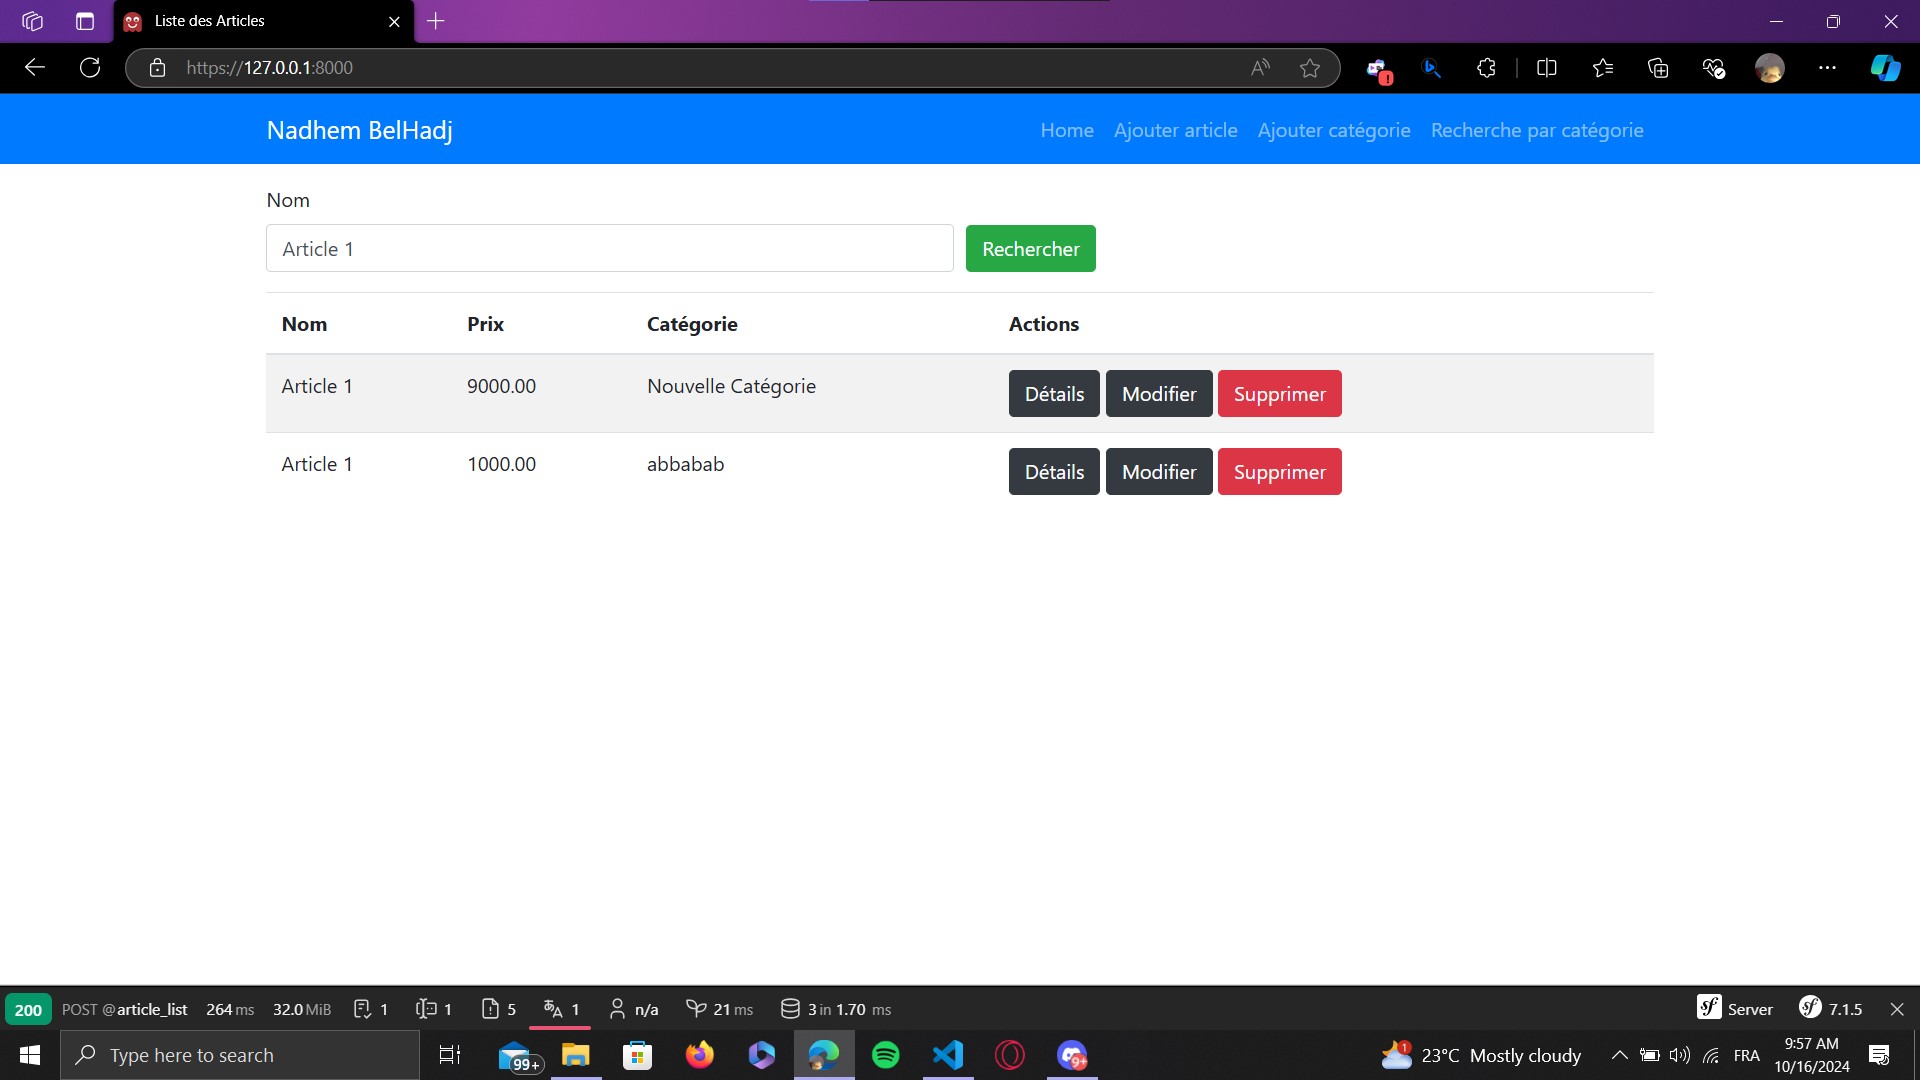 Liste des Articles
https://127.0.0.1:8000
Nadhem BelHadj
Home Ajouter article Ajouter catégorie Recherche par catégorie
Nom
Article 1 Rechercher
Nom Prix Catégorie Actions
Article 1 9000.00 Nouvelle Catégorie Détails Modifier Supprimer
Article 1 1000.00 abbabab Détails Modifier Supprimer
200 POST @article_list 264 ms 32.0 MiB 1 1 5 1 n/a 21 ms 3 in 1.70 ms Server 7.1.5
Type here to search 99+ 9+ 1 23°C Mostly cloudy FRA 9:57 AM
10/16/2024